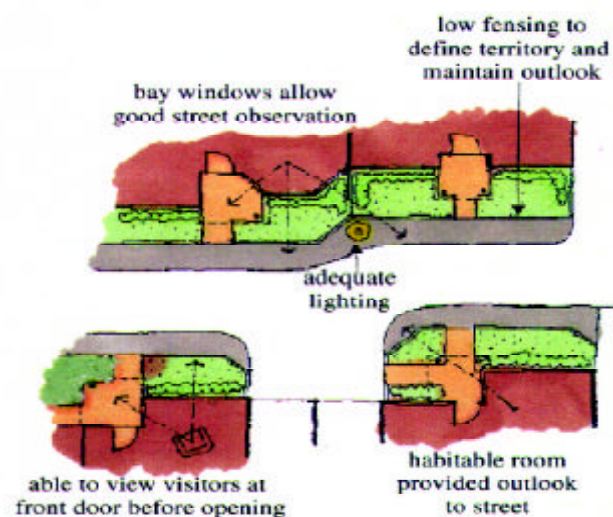 low fensing to
define territory and
maintain outlook
bay windows allow
good street observation
adequate
lighting
able to view visitors at
front door before opening
habitable room
provided outlook
to street